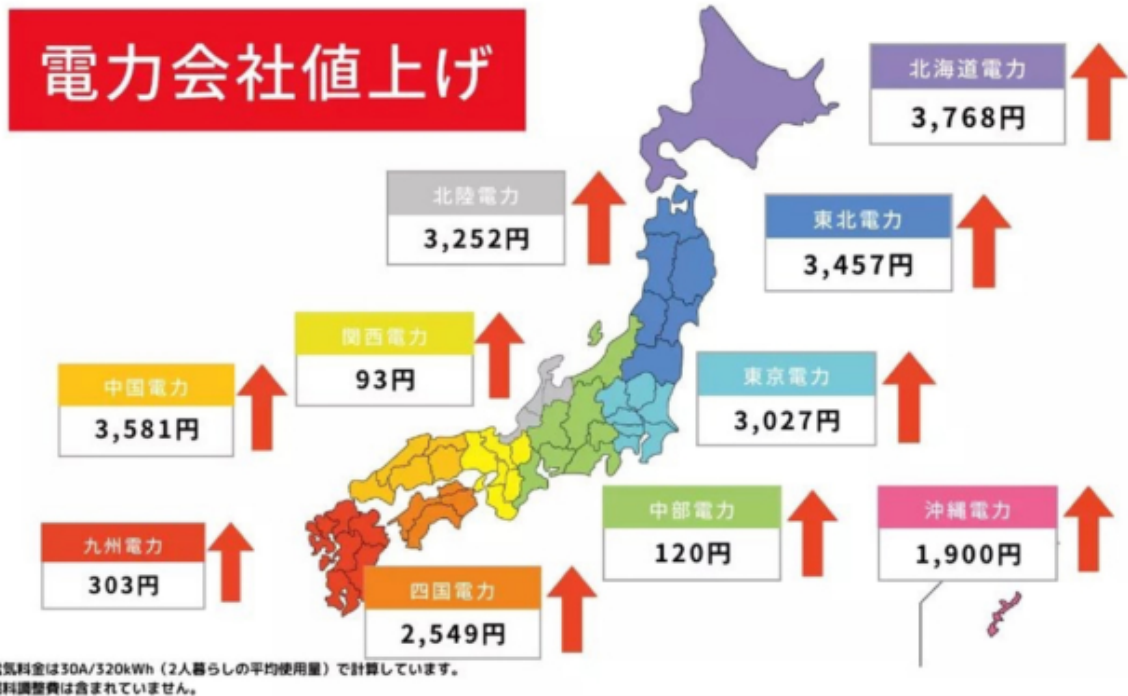 電力会社値上げ
北海道電力
3,768円
北陸電力
3,252円
東北電力
3,457円
関西電力
93円
中国電力
3,581円
東京電力
3,027円
中部電力
120円
沖縄電力
1,900円
九州電力
303円
四国電力
2,549円
気料金は30A/320kWh（2人暮らしの平均使用量）で計算しています。
料調整費は含まれていません。